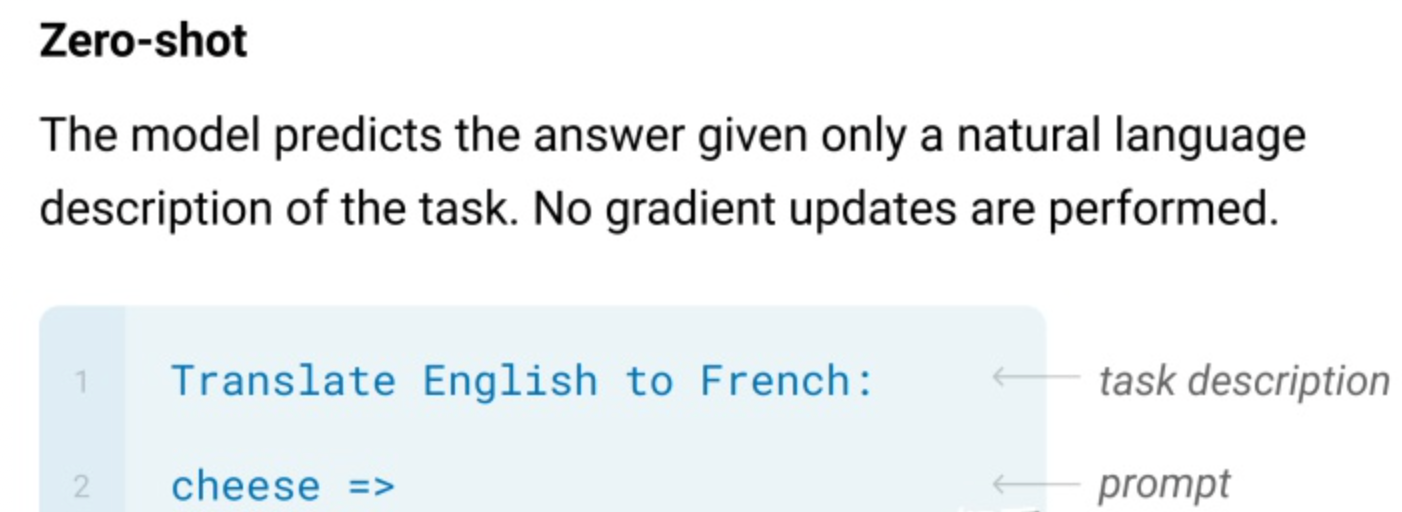 Zero-shot
The model predicts the answer given only a natural language
description of the task. No gradient updates are performed.
1 Translate English to French: ← task description
2 cheese => ← prompt